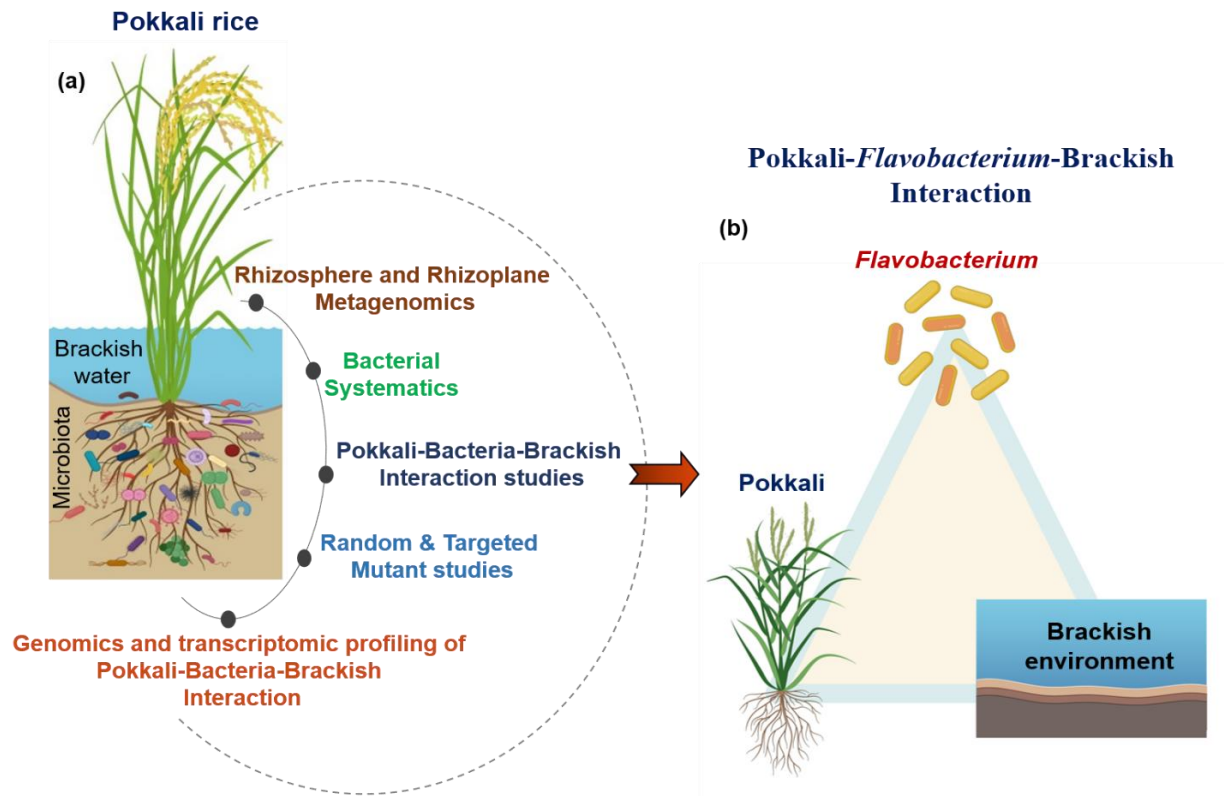 Pokkali rice
(a)
Brackish
water
Microbiota
Rhizosphere and Rhizoplane
Metagenomics
Bacterial
Systematics
Pokkali-Bacteria-Brackish
Interaction studies
Random & Targeted
Mutant studies
Genomics and transcriptomic profiling of
Pokkali-Bacteria-Brackish
Interaction
Pokkali-Flavobacterium-Brackish
Interaction
(b)
Flavobacterium
Pokkali
Brackish
environment